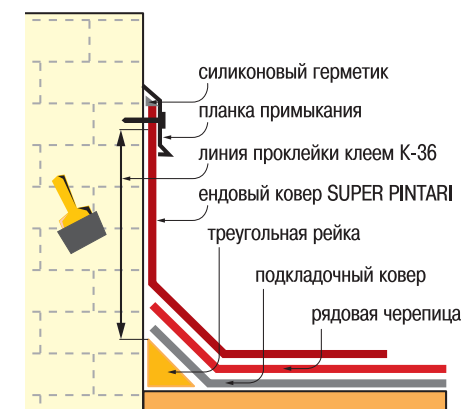 силиконовый герметик
планка примыкания
линия проклейки клеем К-36
ендовый ковер SUPER PINTARI
треугольная рейка
подкладочный ковер
рядовая черепица